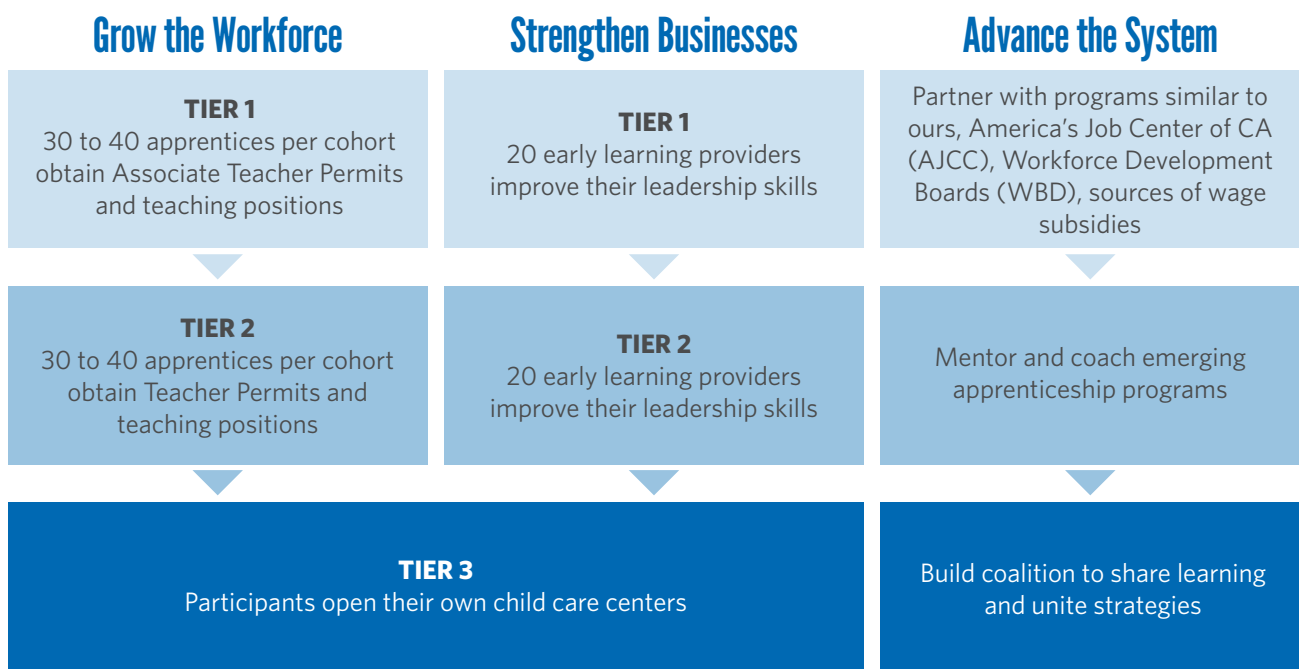 Grow the Workforce
Strengthen Businesses
Advance the System
TIER 1
30 to 40 apprentices per cohort
obtain Associate Teacher Permits
and teaching positions
TIER 1
20 early learning providers
improve their leadership skills
Partner with programs similar to
ours, America’s Job Center of CA
(AJCC), Workforce Development
Boards (WBD), sources of wage
subsidies
TIER 2
30 to 40 apprentices per cohort
obtain Teacher Permits and
teaching positions
TIER 2
20 early learning providers
improve their leadership skills
Mentor and coach emerging
apprenticeship programs
TIER 3
Participants open their own child care centers
Build coalition to share learning
and unite strategies